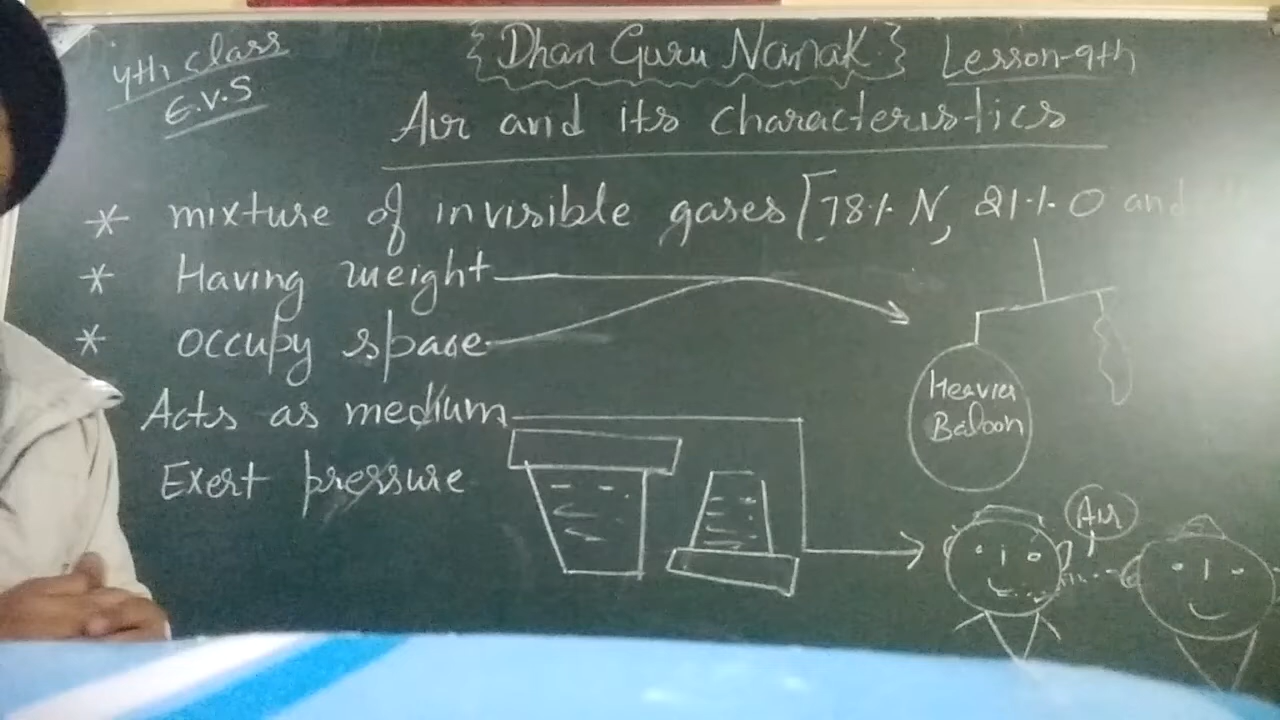 4th class
E.V.S
{Dhan Guru Nanak}
Lesson-9th
Air and its characteristics
* mixture of invisible gases [78% N, 21% O and
* Having weight
* occupy space
Acts as medium
Exert pressure
Heavier
Baloon
Air